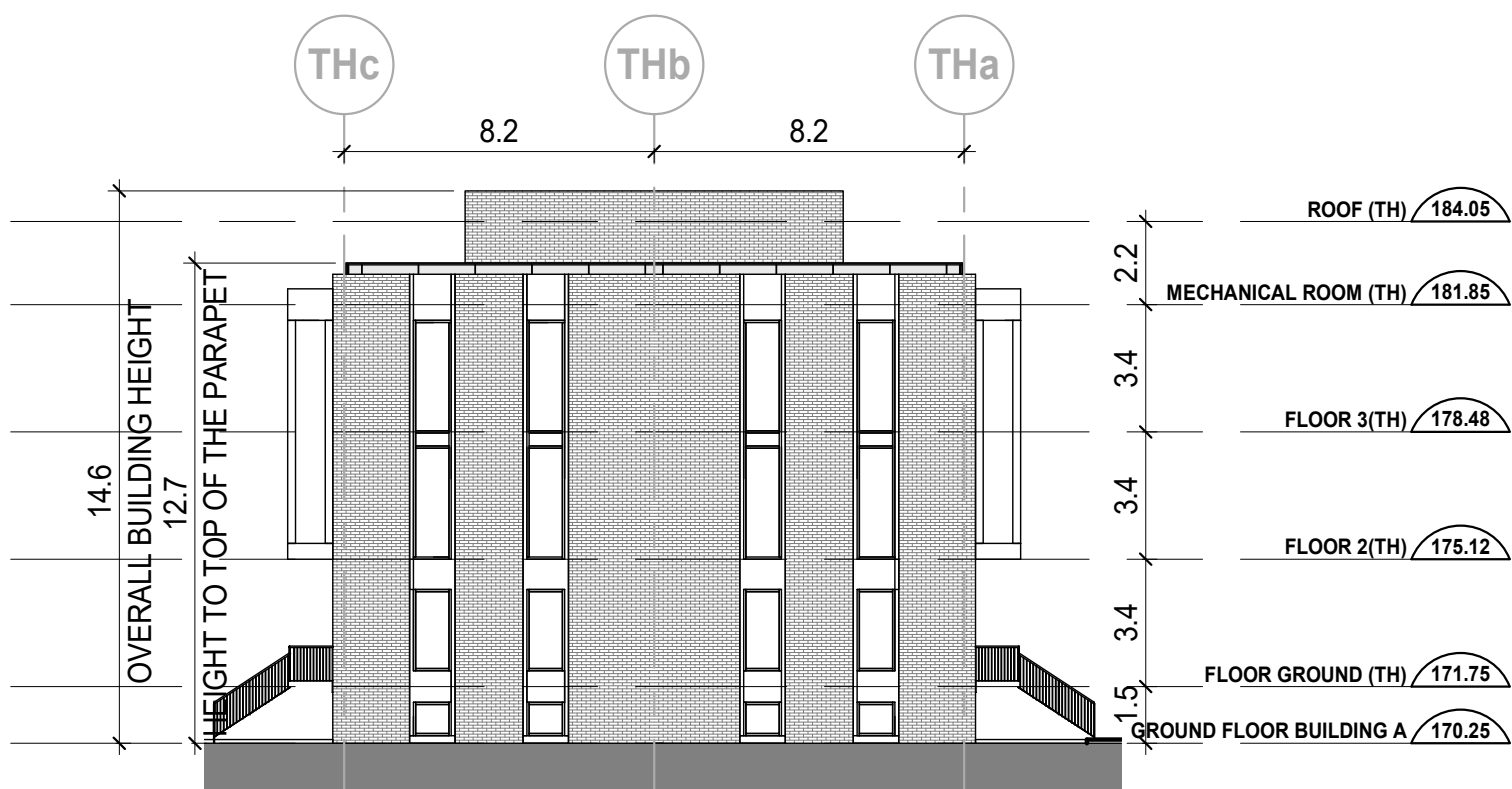 THc
THb
THa
8.2
8.2
ROOF (TH) 184.05
2.2
MECHANICAL ROOM (TH) 181.85
3.4
FLOOR 3(TH) 178.48
3.4
FLOOR 2(TH) 175.12
3.4
FLOOR GROUND (TH) 171.75
1.5
GROUND FLOOR BUILDING A 170.25
14.6
OVERALL BUILDING HEIGHT
12.7
HEIGHT TO TOP OF THE PARAPET